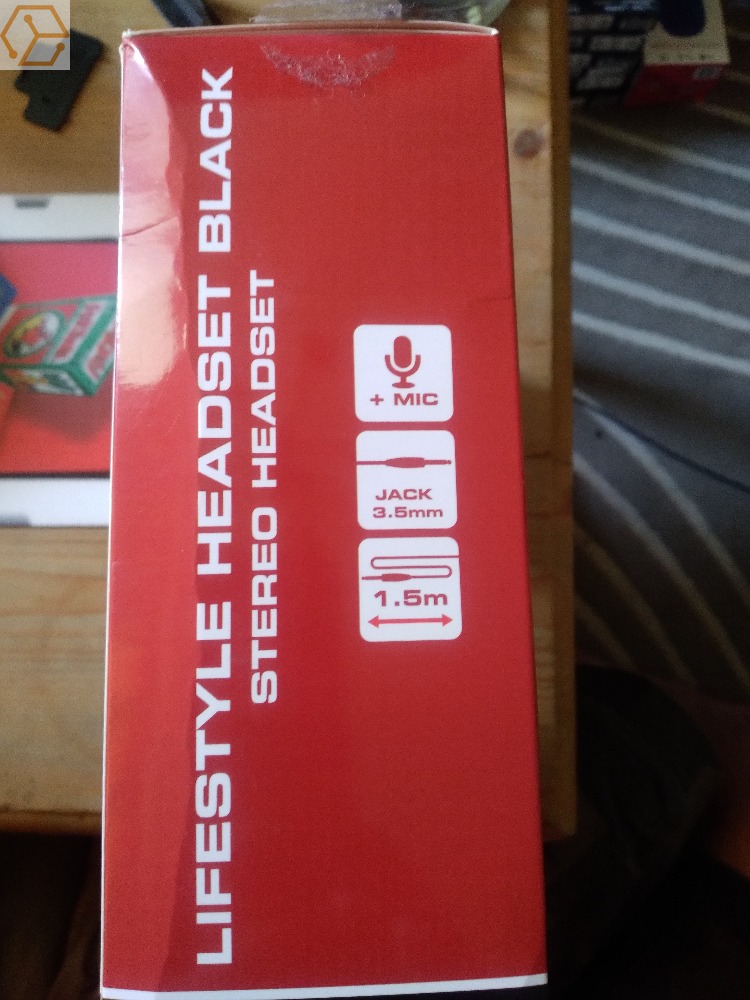 LIFESTYLE HEADSET BLACK
STEREO HEADSET
+ MIC
JACK
3.5mm
1.5m